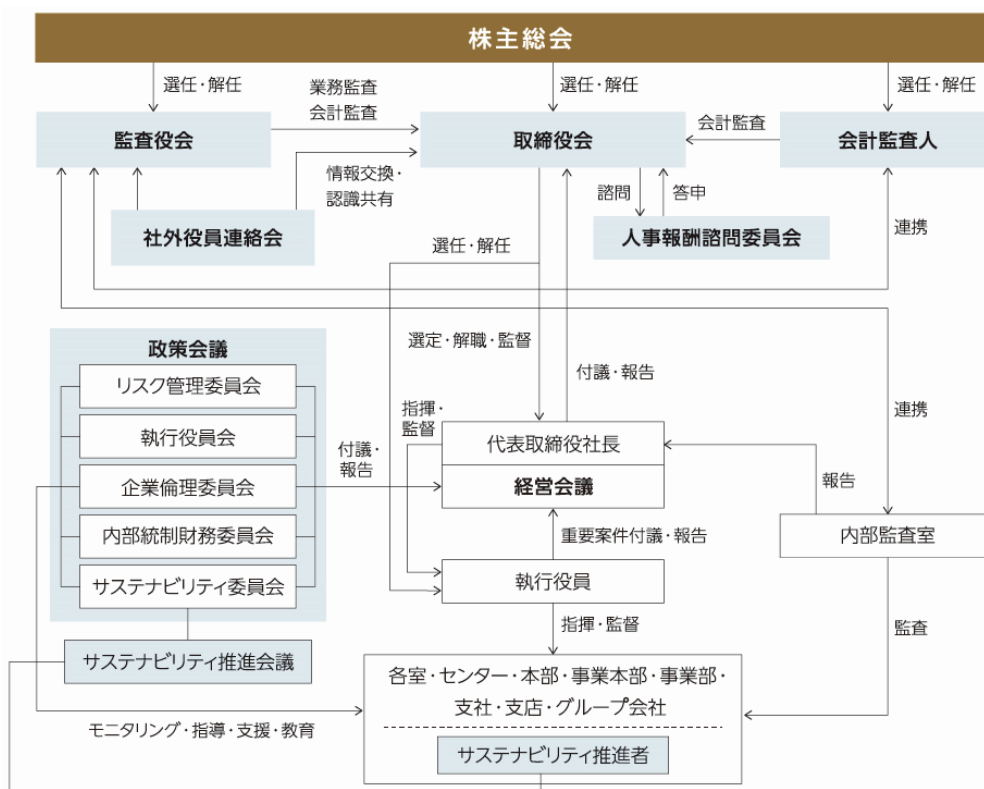 株主総会
選任・解任
業務監査
会計監査
選任・解任
選任・解任
監査役会
取締役会
会計監査
会計監査人
情報交換・
認識共有
諮問
答申
社外役員連絡会
人事報酬諮問委員会
連携
選任・解任
政策会議
選定・解職・監督
付議・報告
リスク管理委員会
指揮・
監督
連携
執行役員会
代表取締役社長
付議・
報告
企業倫理委員会
経営会議
報告
内部統制財務委員会
重要案件付議・報告
内部監査室
サステナビリティ委員会
執行役員
指揮・監督
監査
サステナビリティ推進会議
各室・センター・本部・事業本部・事業部・
支社・支店・グループ会社
モニタリング・指導・支援・教育
サステナビリティ推進者